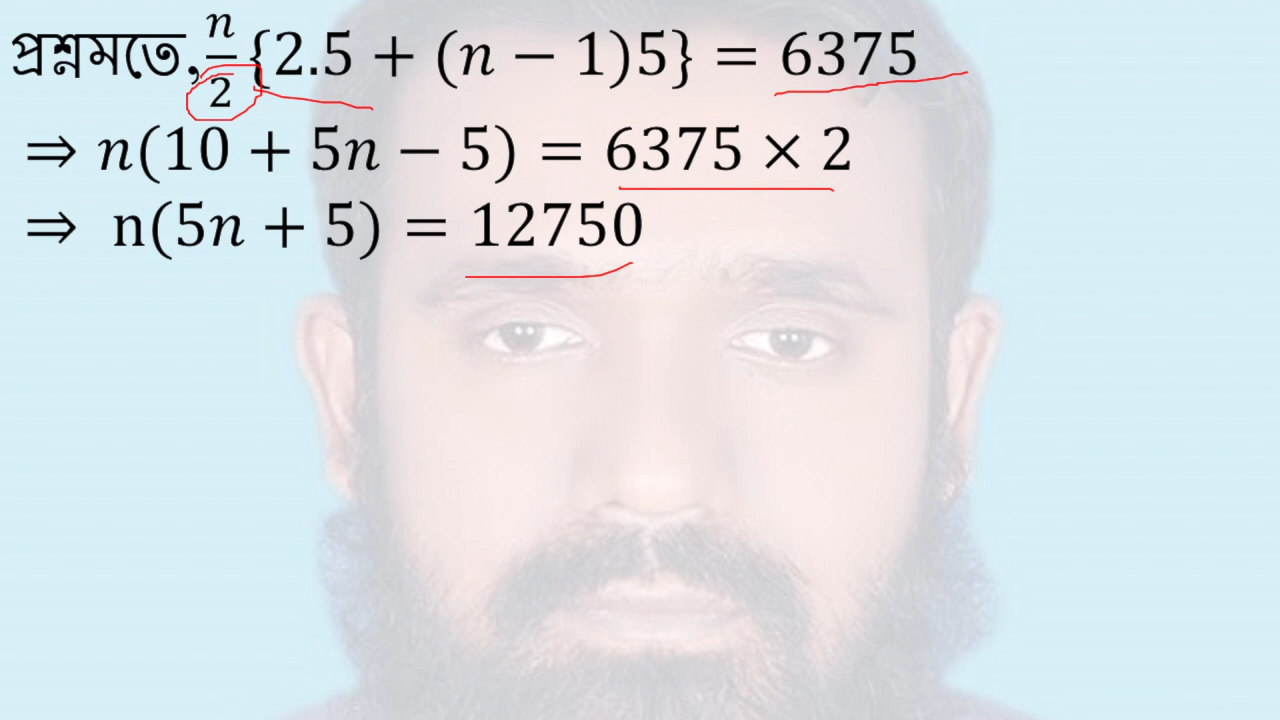 প্রশ্নমতে, n/2 {2.5 + (n − 1)5} = 6375
⇒ n(10 + 5n − 5) = 6375 × 2
⇒ n(5n + 5) = 12750